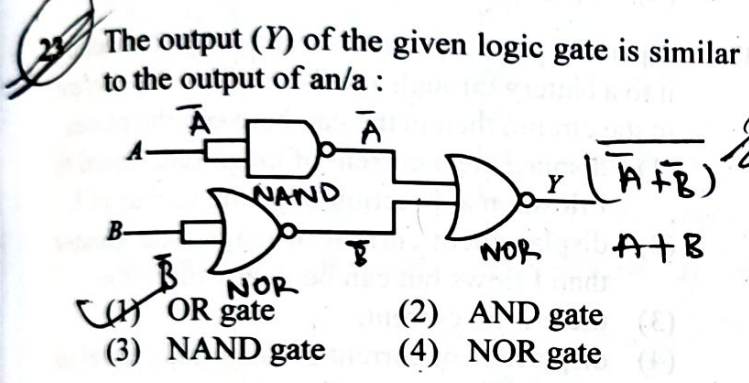 23 The output (Y) of the given logic gate is similar
to the output of an/a :
A̅ A̅
A
NAND
Y (A̅ + B̅)̅
B
B̅ NOR A + B
B̅ NOR
(1) OR gate (2) AND gate
(3) NAND gate (4) NOR gate